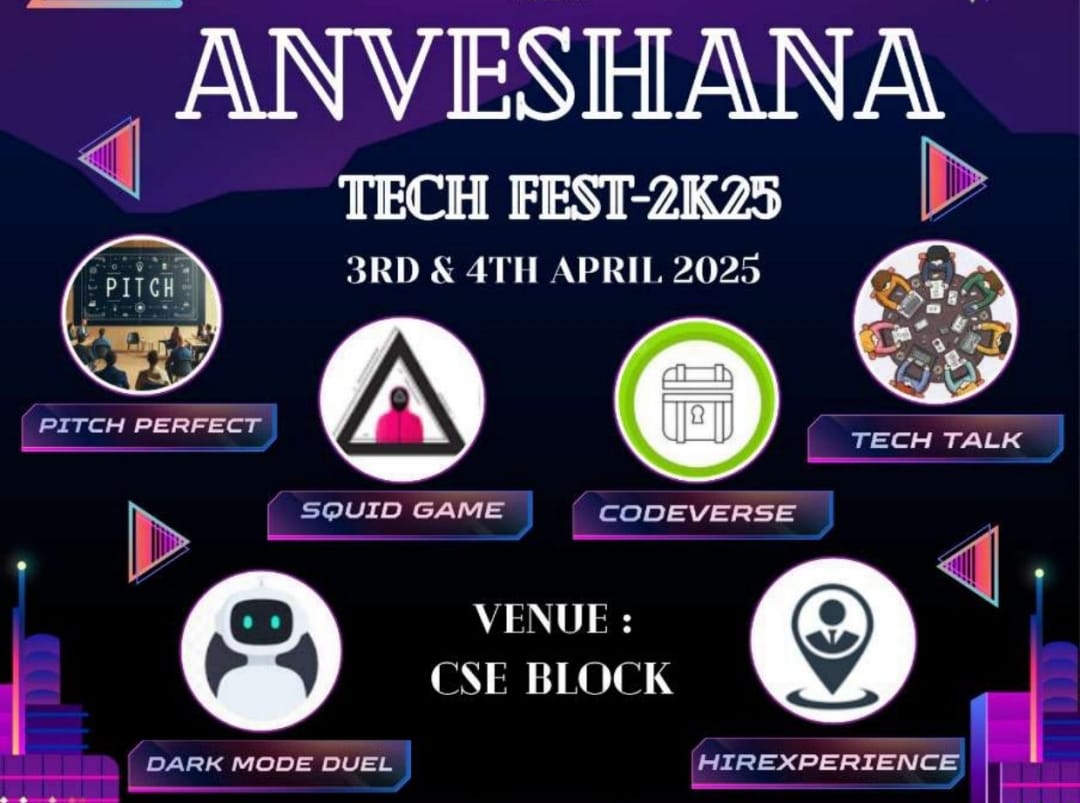 ANVESHANA
TECH FEST-2K25
3RD & 4TH APRIL 2025
PITCH
PITCH PERFECT
TECH TALK
SQUID GAME
CODEVERSE
VENUE :
CSE BLOCK
DARK MODE DUEL
HIREXPERIENCE